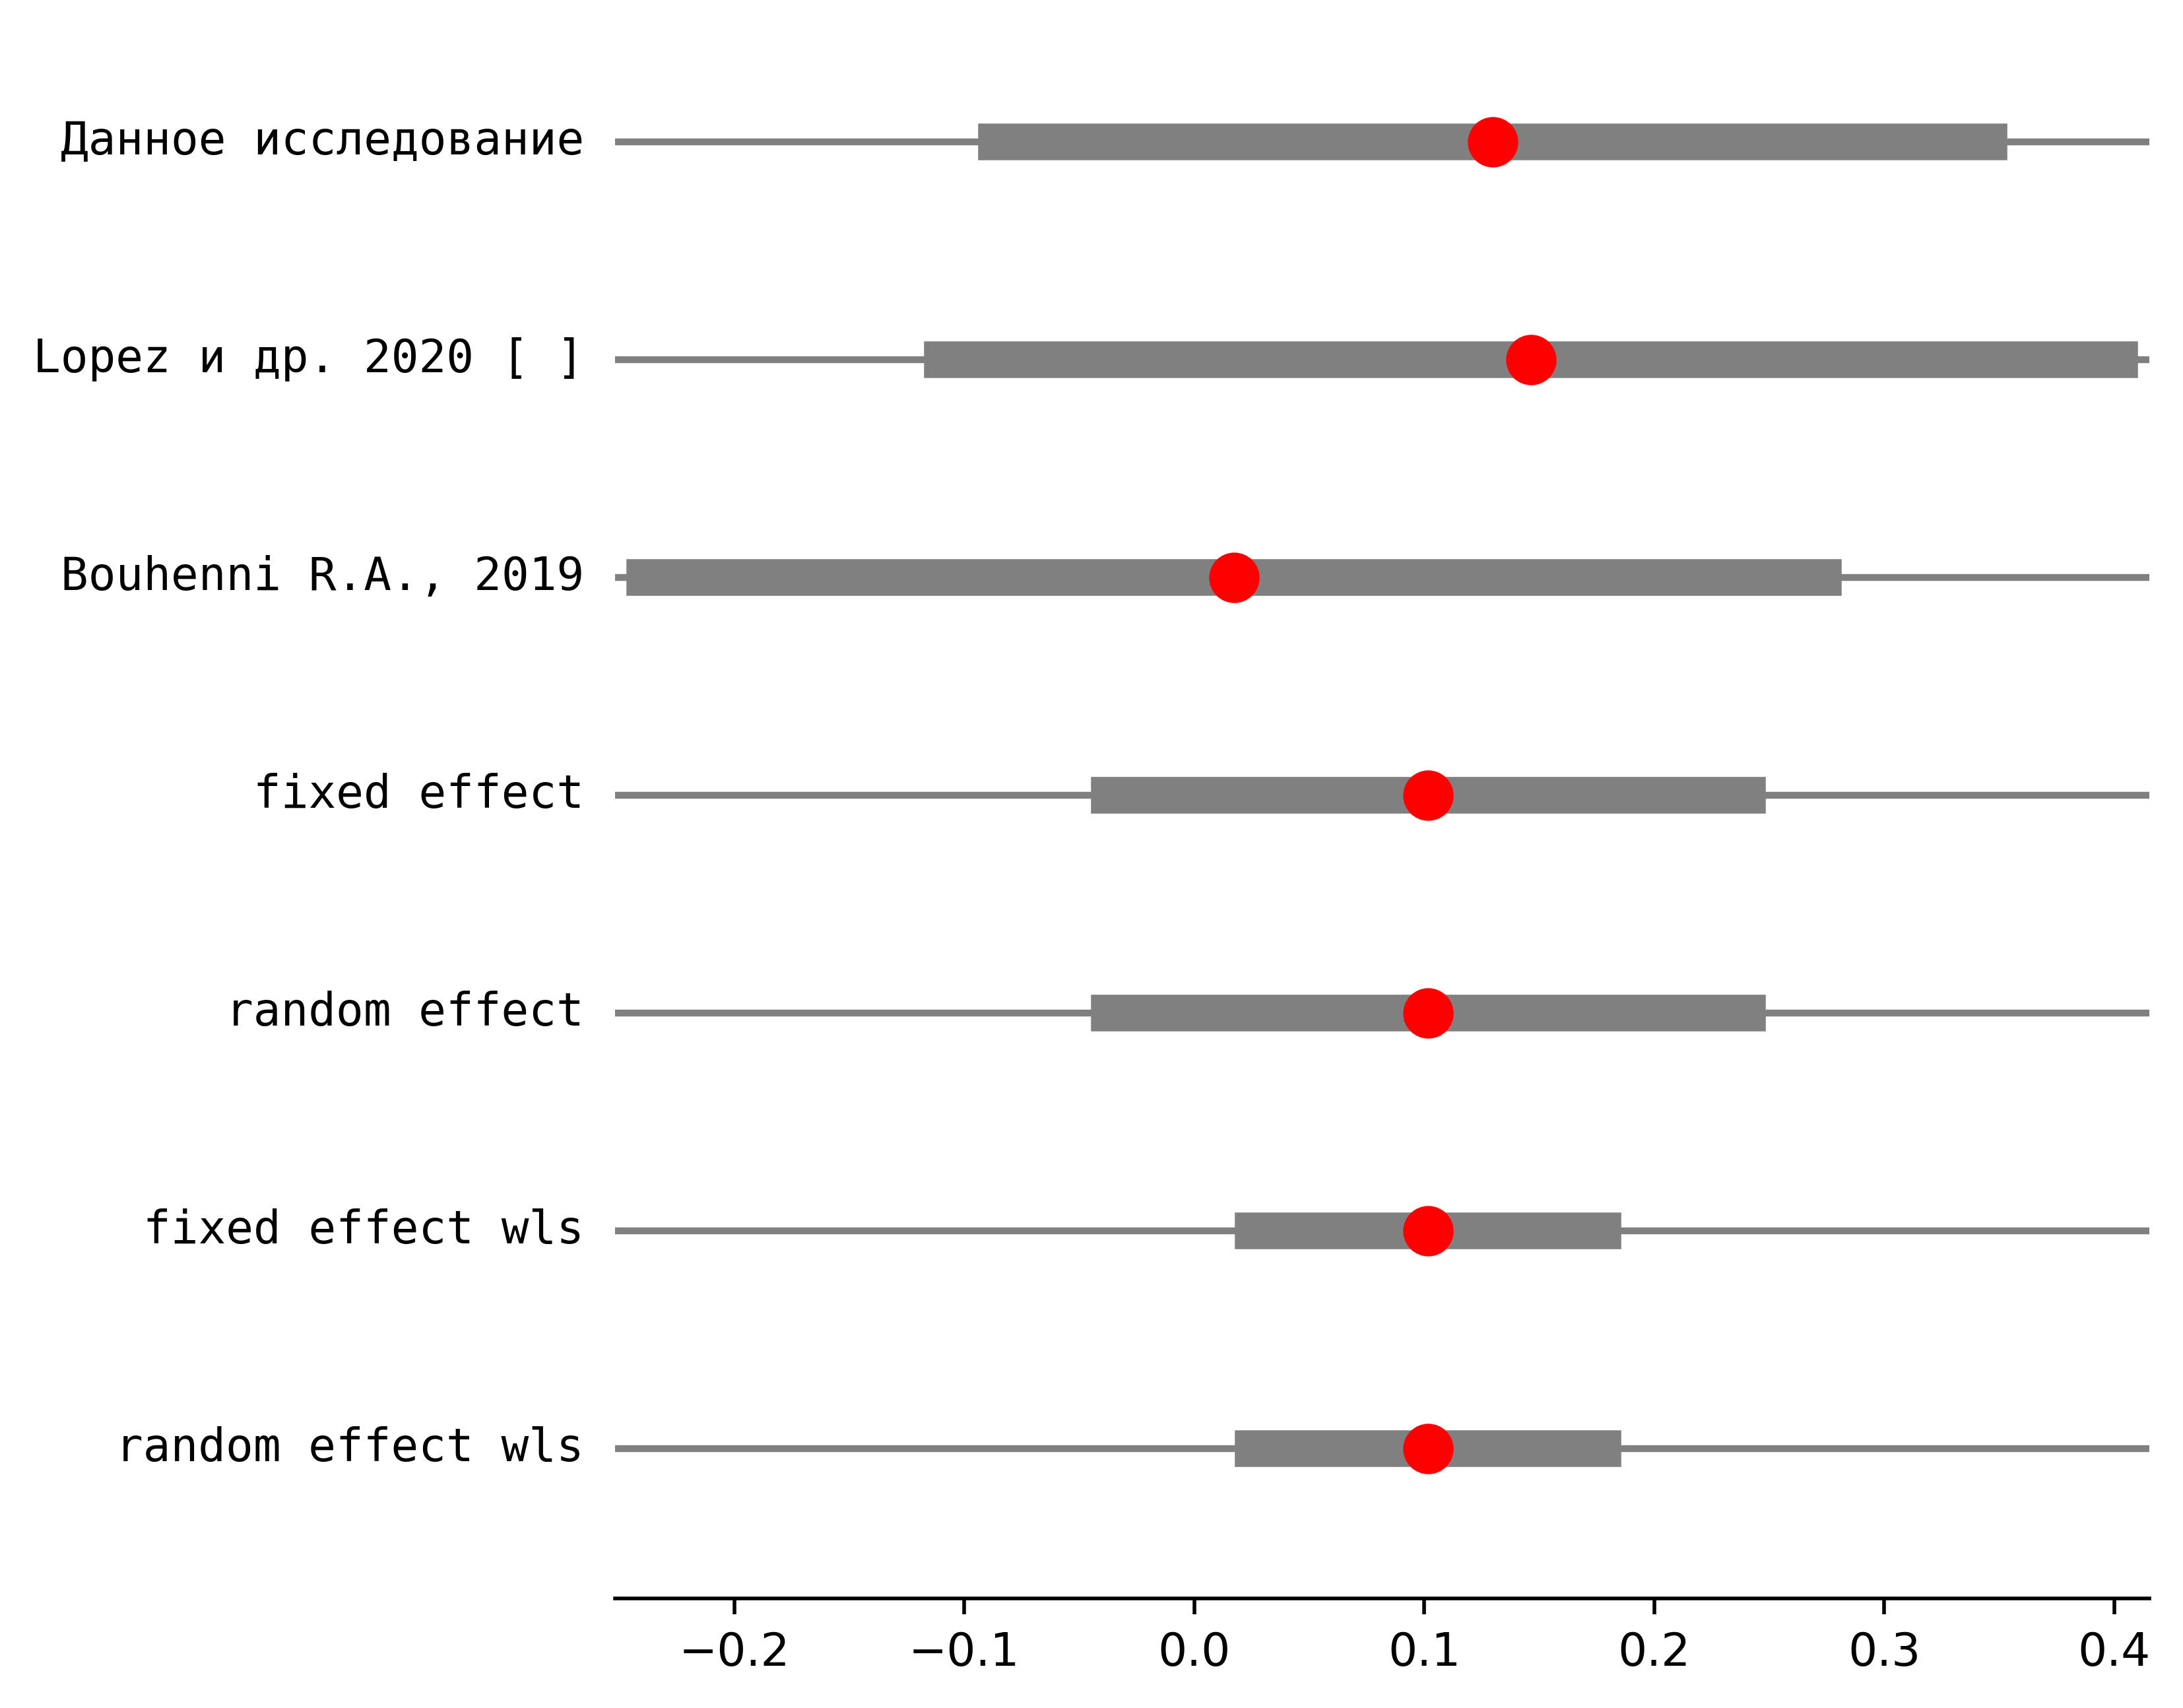 Данное исследование
Lopez и др. 2020 [ ]
Bouhenni R.A., 2019
fixed effect
random effect
fixed effect wls
random effect wls
−0.2 −0.1 0.0 0.1 0.2 0.3 0.4